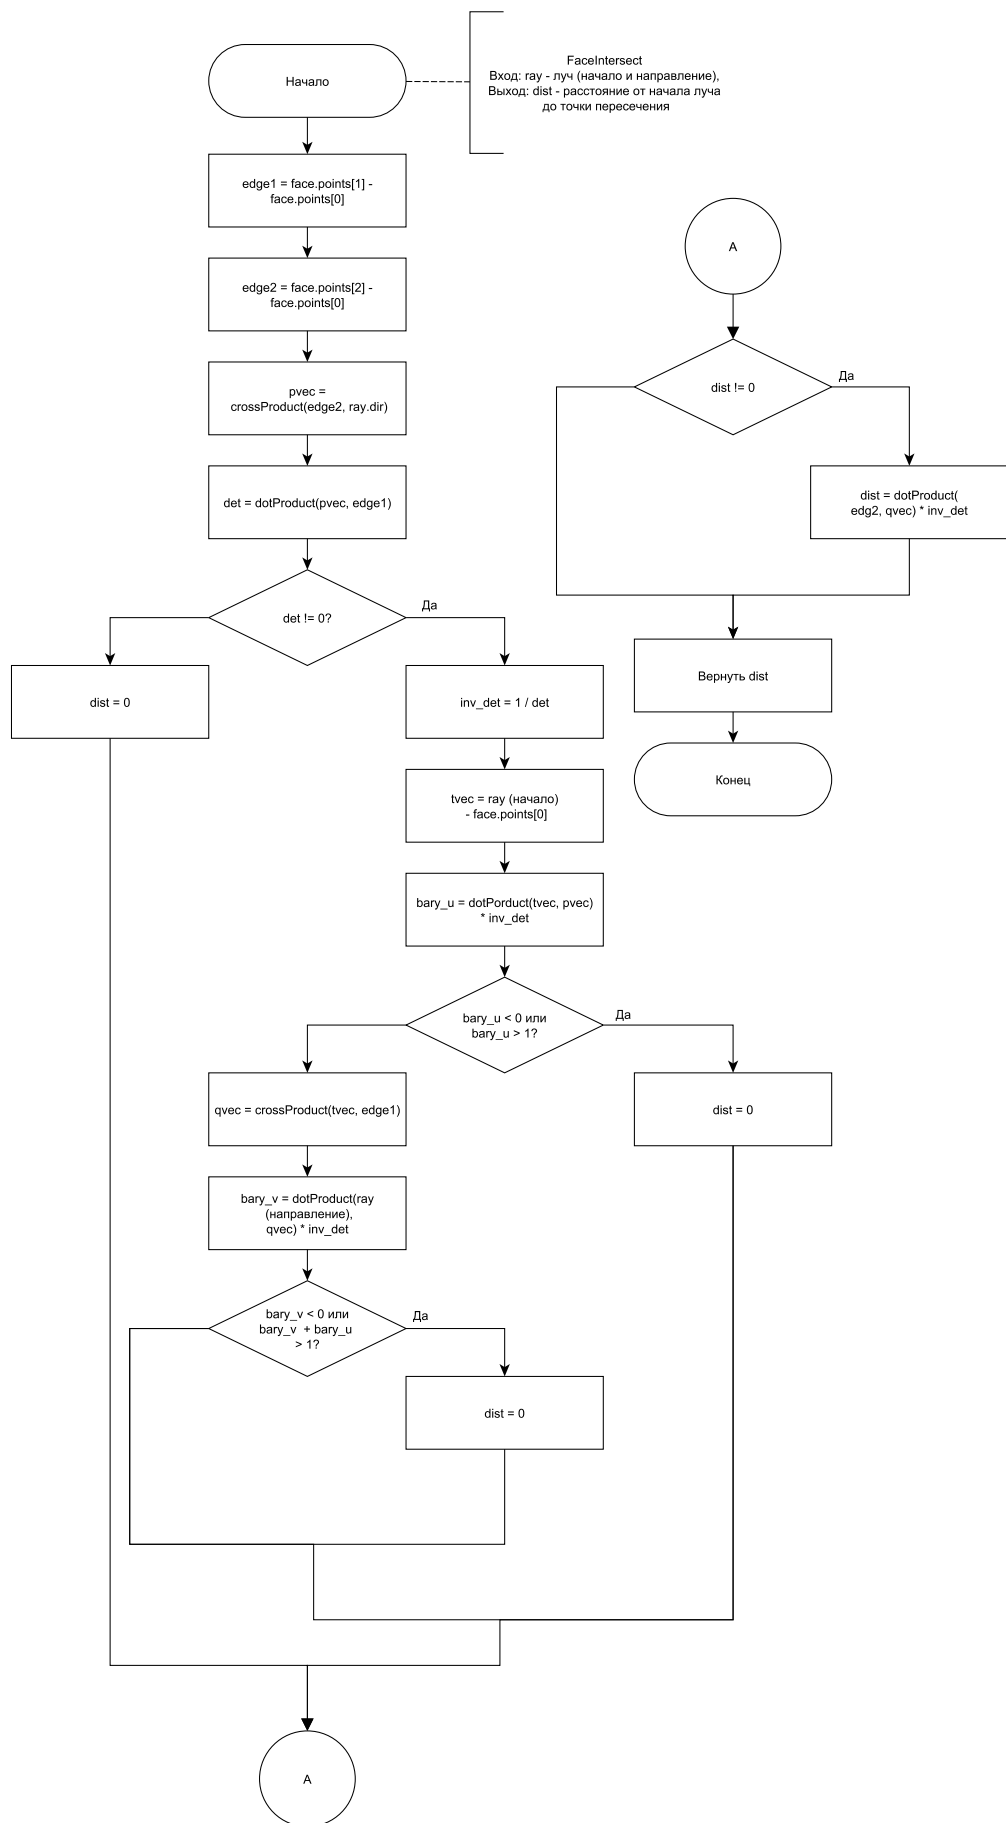 Начало
FaceIntersect
Вход: ray - луч (начало и направление),
Выход: dist - расстояние от начала луча
до точки пересечения
edge1 = face.points[1] -
face.points[0]
edge2 = face.points[2] -
face.points[0]
pvec =
crossProduct(edge2, ray.dir)
det = dotProduct(pvec, edge1)
det != 0?
Да
dist = 0
inv_det = 1 / det
tvec = ray (начало)
- face.points[0]
bary_u = dotPorduct(tvec, pvec)
* inv_det
bary_u < 0 или
bary_u > 1?
Да
qvec = crossProduct(tvec, edge1)
dist = 0
bary_v = dotProduct(ray
(направление),
qvec) * inv_det
bary_v < 0 или
bary_v + bary_u
> 1?
Да
dist = 0
A
A
dist != 0
Да
dist = dotProduct(
edg2, qvec) * inv_det
Вернуть dist
Конец